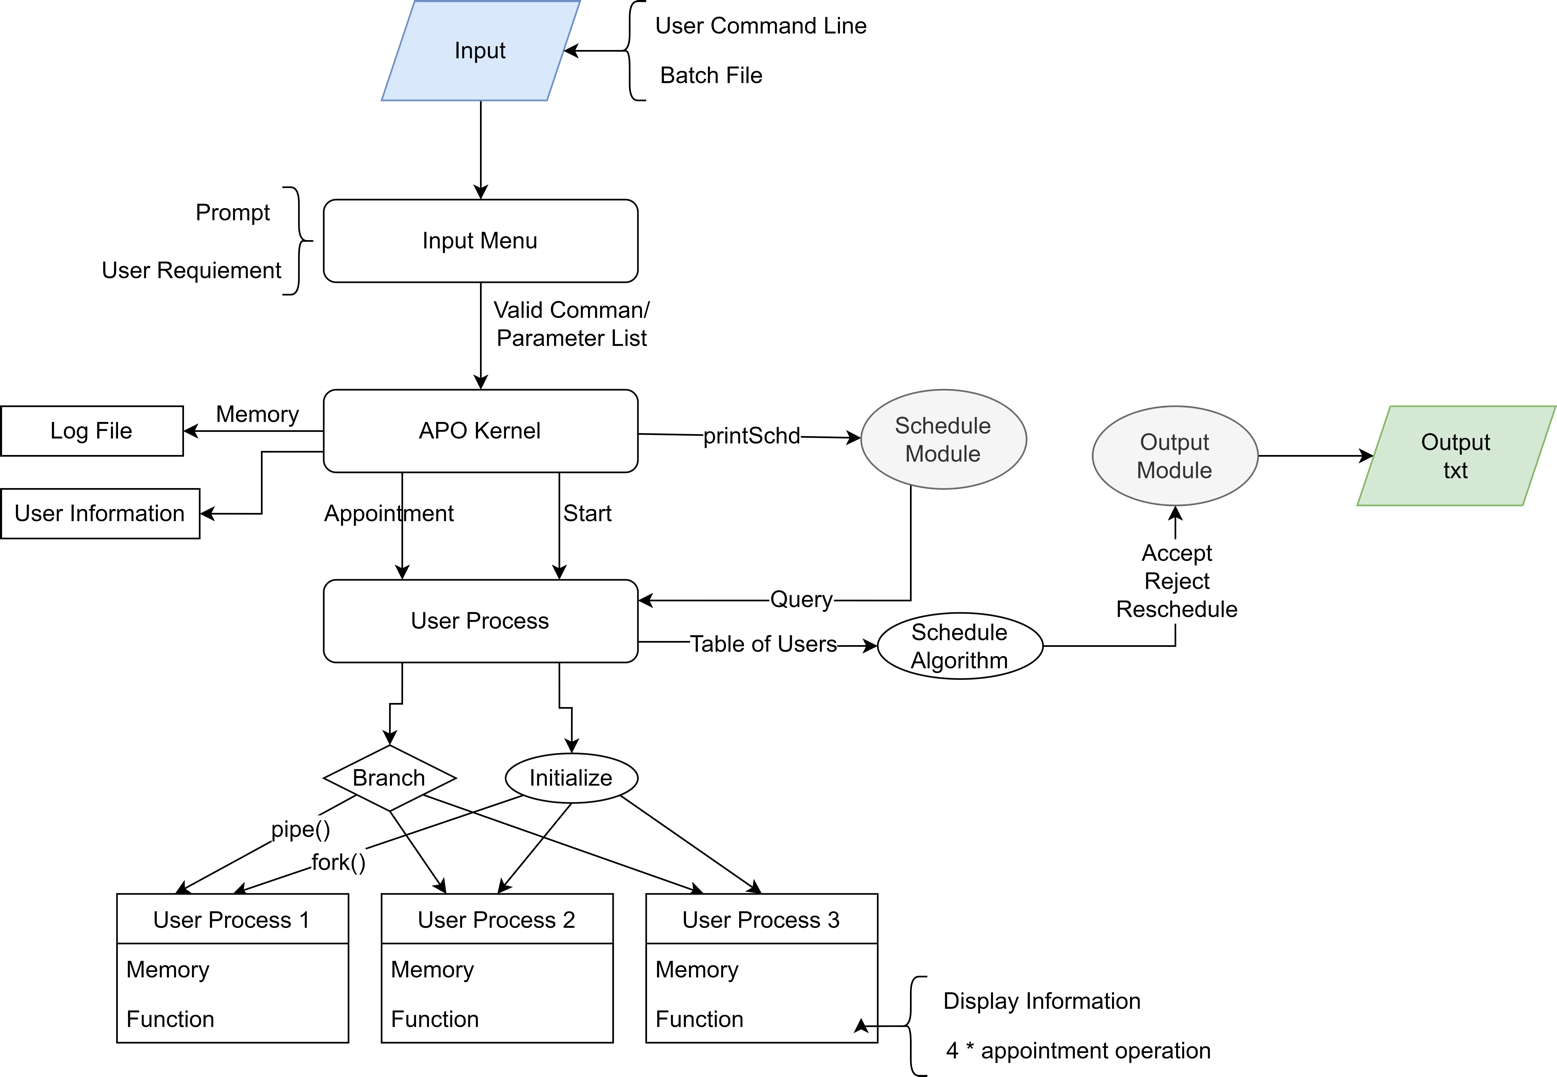 Input
User Command Line
Batch File
Prompt
User Requiement
Input Menu
Valid Comman/
Parameter List
Log File
Memory
APO Kernel
printSchd
Schedule
Module
Output
Module
Output
txt
User Information
Appointment
Start
Accept
Reject
Reschedule
Query
User Process
Table of Users
Schedule
Algorithm
Branch
Initialize
pipe()
fork()
User Process 1
Memory
Function
User Process 2
Memory
Function
User Process 3
Memory
Function
Display Information
4 * appointment operation